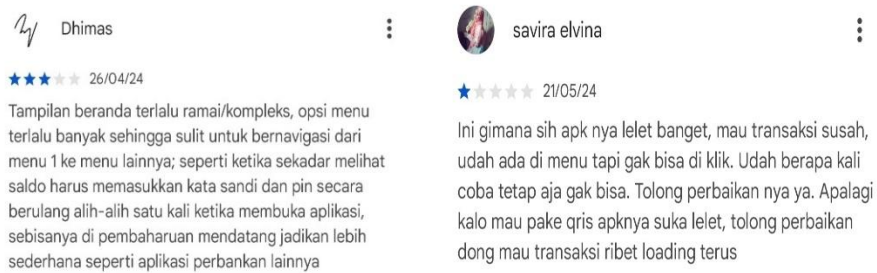 Dhimas
26/04/24
Tampilan beranda terlalu ramai/kompleks, opsi menu
terlalu banyak sehingga sulit untuk bernavigasi dari
menu 1 ke menu lainnya; seperti ketika sekadar melihat
saldo harus memasukkan kata sandi dan pin secara
berulang alih-alih satu kali ketika membuka aplikasi,
sebisanya di pembaharuan mendatang jadikan lebih
sederhana seperti aplikasi perbankan lainnya
savira elvina
21/05/24
Ini gimana sih apk nya lelet banget, mau transaksi susah,
udah ada di menu tapi gak bisa di klik. Udah berapa kali
coba tetap aja gak bisa. Tolong perbaikan nya ya. Apalagi
kalo mau pake qris apknya suka lelet, tolong perbaikan
dong mau transaksi ribet loading terus